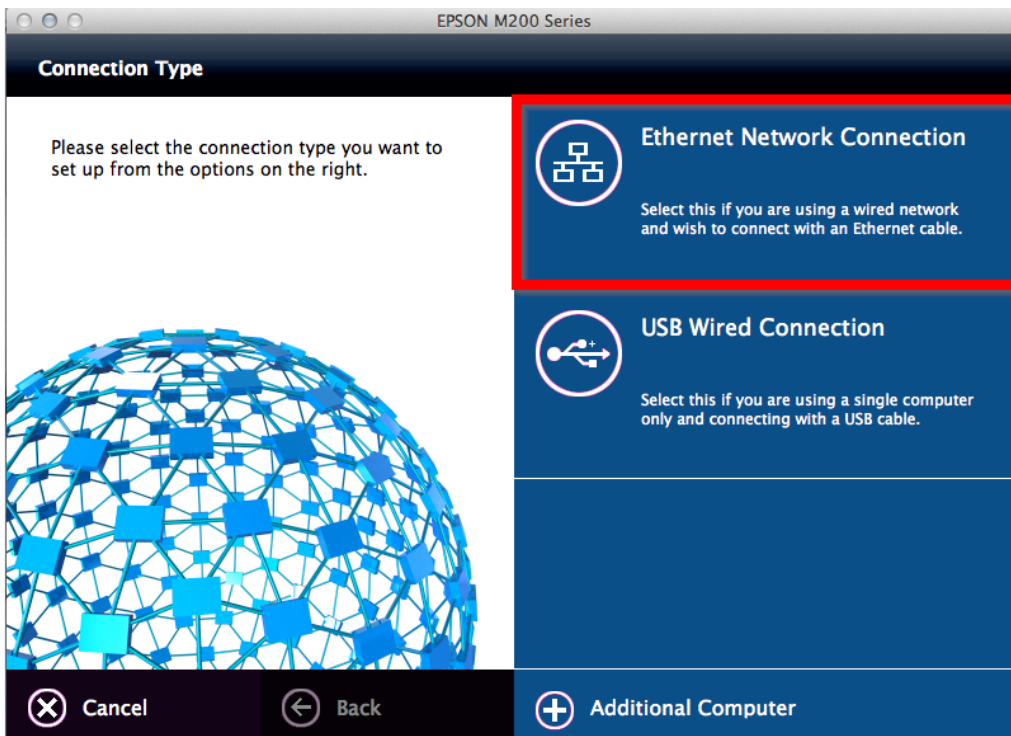 EPSON M200 Series
Connection Type
Please select the connection type you want to
set up from the options on the right.
Ethernet Network Connection
Select this if you are using a wired network
and wish to connect with an Ethernet cable.
USB Wired Connection
Select this if you are using a single computer
only and connecting with a USB cable.
Cancel
Back
Additional Computer